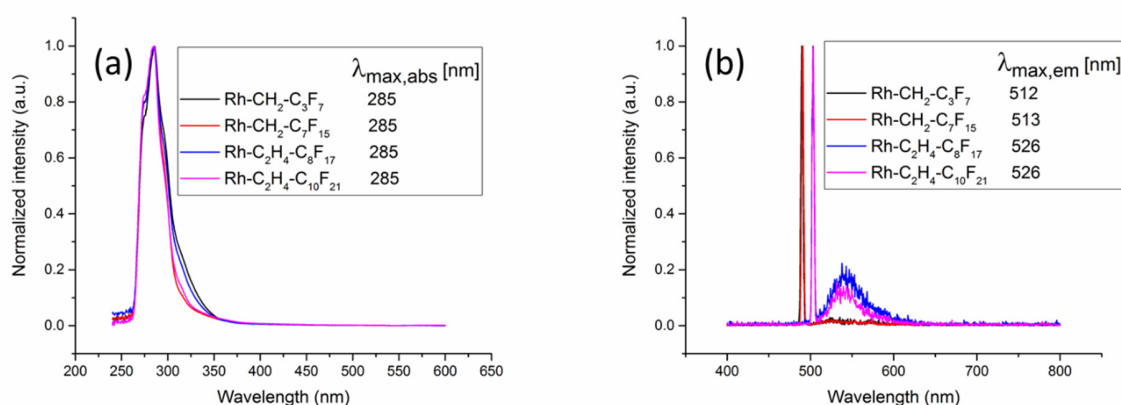 (a)
λmax,abs [nm]
Rh-CH2-C3F7 285
Rh-CH2-C7F15 285
Rh-C2H4-C8F17 285
Rh-C2H4-C10F21 285
Normalized intensity (a.u.)
1.0
0.8
0.6
0.4
0.2
0.0
200 250 300 350 400 450 500 550 600 650
Wavelength (nm)
(b)
λmax,em [nm]
Rh-CH2-C3F7 512
Rh-CH2-C7F15 513
Rh-C2H4-C8F17 526
Rh-C2H4-C10F21 526
Normalized intensity (a.u.)
1.0
0.8
0.6
0.4
0.2
0.0
400 500 600 700 800
Wavelength (nm)